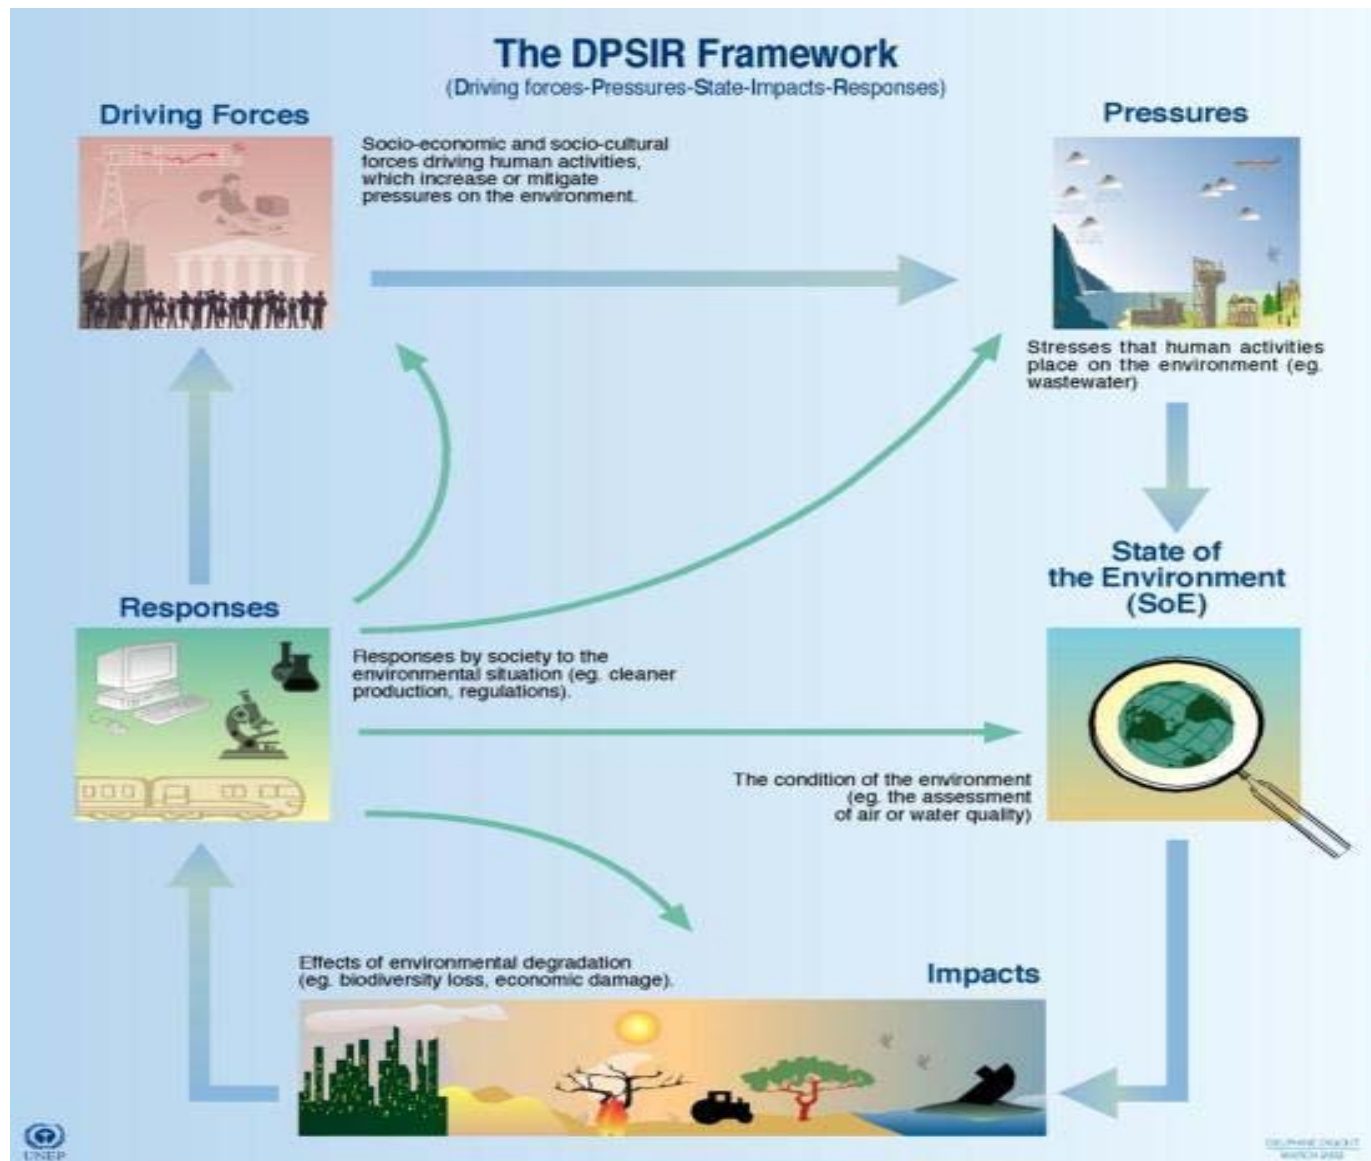 The DPSIR Framework
(Driving forces-Pressures-State-Impacts-Responses)
Driving Forces
Socio-economic and socio-cultural
forces driving human activities,
which increase or mitigate
pressures on the environment.
Pressures
Stresses that human activities
place on the environment (eg.
wastewater)
State of
the Environment
(SoE)
Responses
Responses by society to the
environmental situation (eg. cleaner
production, regulations).
The condition of the environment
(eg. the assessment
of air or water quality)
Effects of environmental degradation
(eg. biodiversity loss, economic damage).
Impacts
UNEP
MARCH